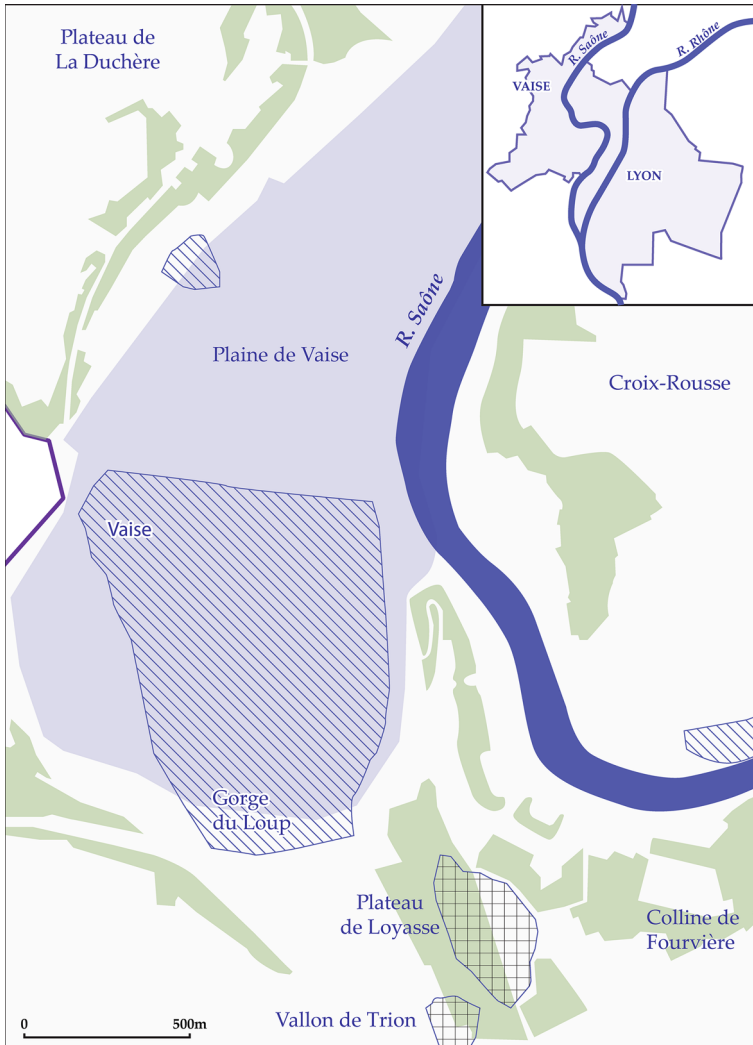 Plateau de
La Duchère
R. Saône
R. Rhône
VAISE
LYON
R. Saône
Plaine de Vaise
Croix-Rousse
Vaise
Gorge
du Loup
Plateau
de Loyasse
Colline de
Fourvière
Vallon de Trion
0 500m